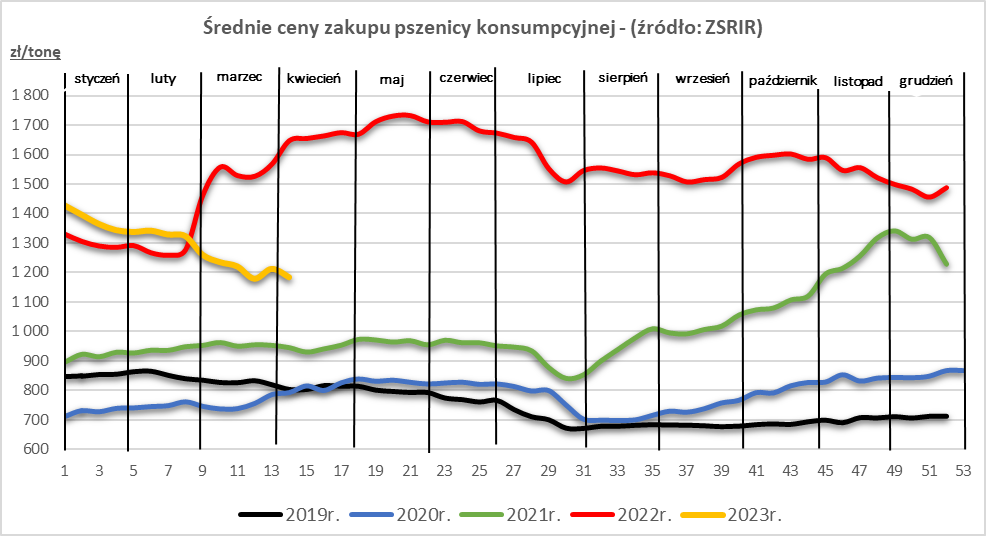 Średnie ceny zakupu pszenicy konsumpcyjnej - (źródło: ZSRIR)
zł/tonę
styczeń luty marzec kwiecień maj czerwiec lipiec sierpień wrzesień październik listopad grudzień
1 800
1 700
1 600
1 500
1 400
1 300
1 200
1 100
1 000
900
800
700
600
1 3 5 7 9 11 13 15 17 19 21 23 25 27 29 31 33 35 37 39 41 43 45 47 49 51 53
2019r. 2020r. 2021r. 2022r. 2023r.